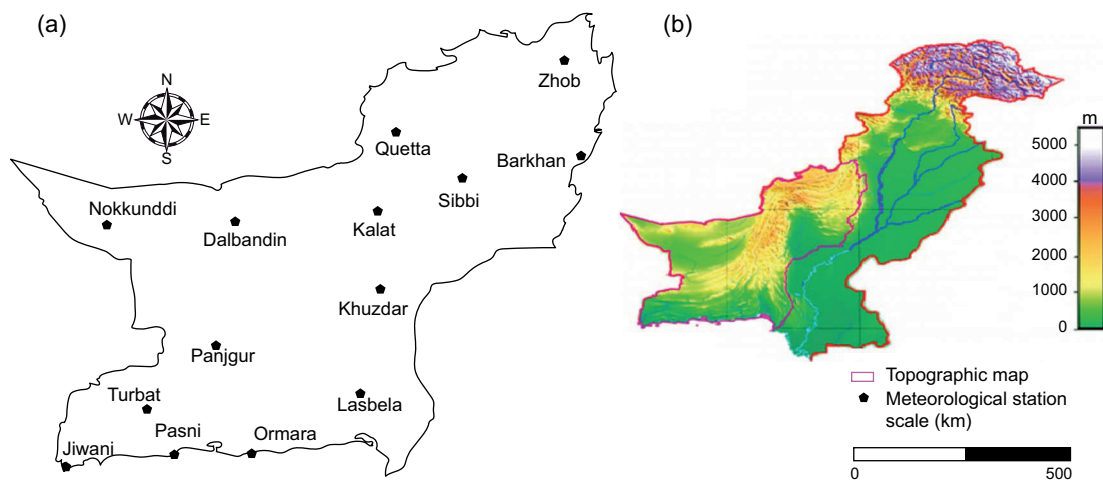 (a)
N
W E
S
Zhob
Quetta
Barkhan
Sibbi
Nokkunddi
Dalbandin
Kalat
Khuzdar
Panjgur
Turbat
Lasbela
Pasni
Ormara
Jiwani
(b)
m
5000
4000
3000
2000
1000
0
Topographic map
Meteorological station
scale (km)
0 500